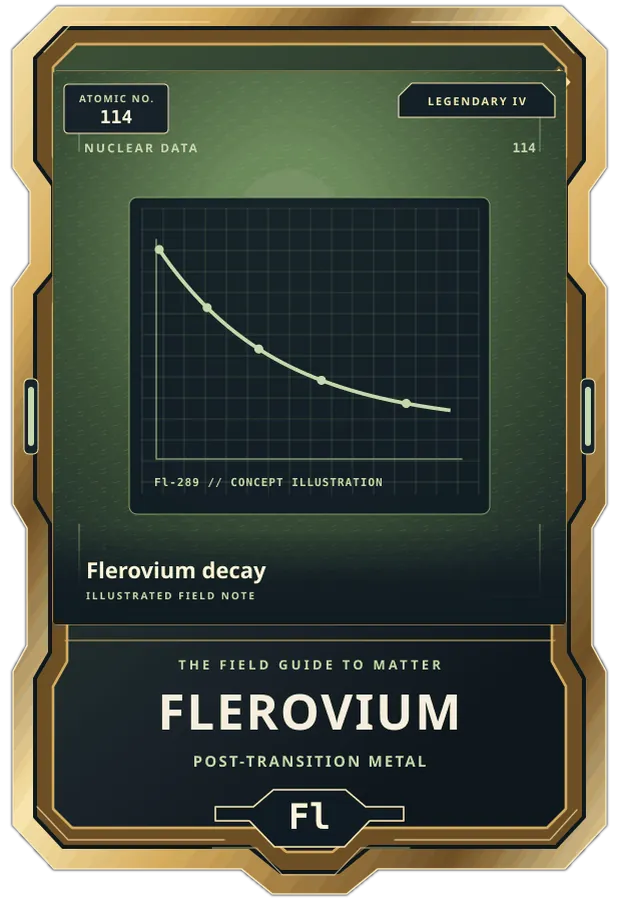 ATOMIC NO.
114
LEGENDARY IV
NUCLEAR DATA
114
Fl-289 // CONCEPT ILLUSTRATION
Flerovium decay
ILLUSTRATED FIELD NOTE
THE FIELD GUIDE TO MATTER
FLEROVIUM
POST-TRANSITION METAL
Fl